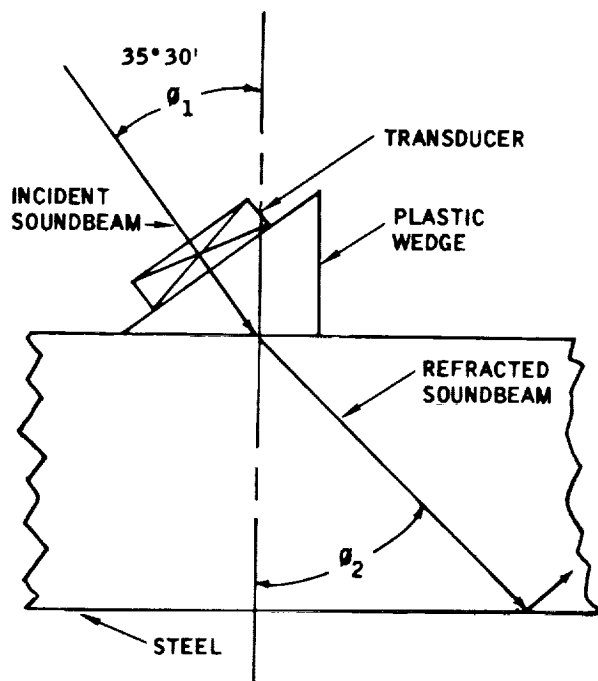 35°30'
ø₁
TRANSDUCER
INCIDENT
SOUNDBEAM
PLASTIC
WEDGE
REFRACTED
SOUNDBEAM
ø₂
STEEL